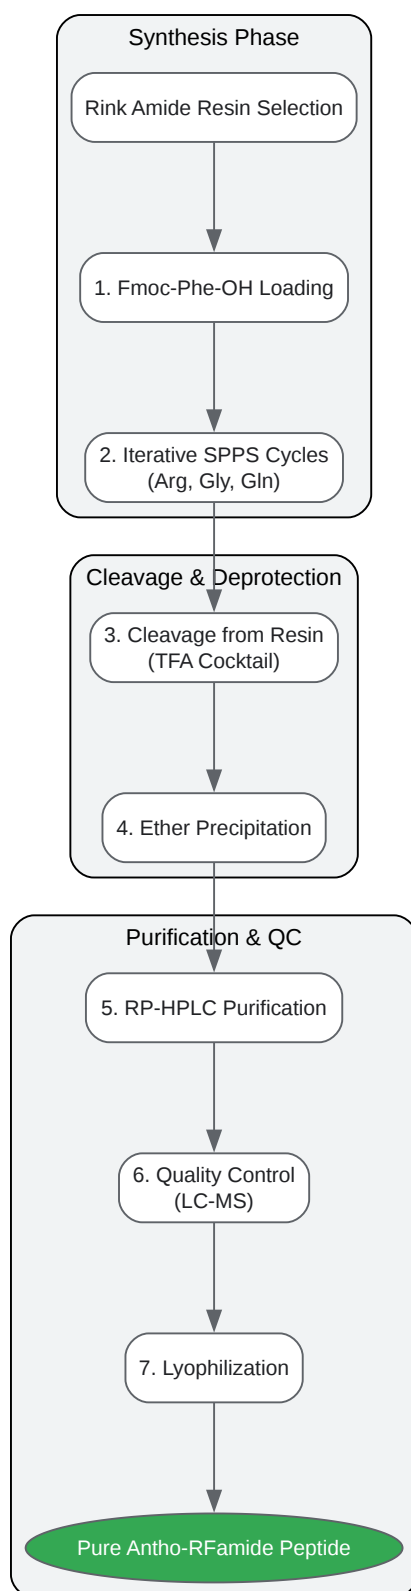 Synthesis Phase
Rink Amide Resin Selection
1. Fmoc-Phe-OH Loading
2. Iterative SPPS Cycles
(Arg, Gly, Gln)
Cleavage & Deprotection
3. Cleavage from Resin
(TFA Cocktail)
4. Ether Precipitation
Purification & QC
5. RP-HPLC Purification
6. Quality Control
(LC-MS)
7. Lyophilization
Pure Antho-RFamide Peptide